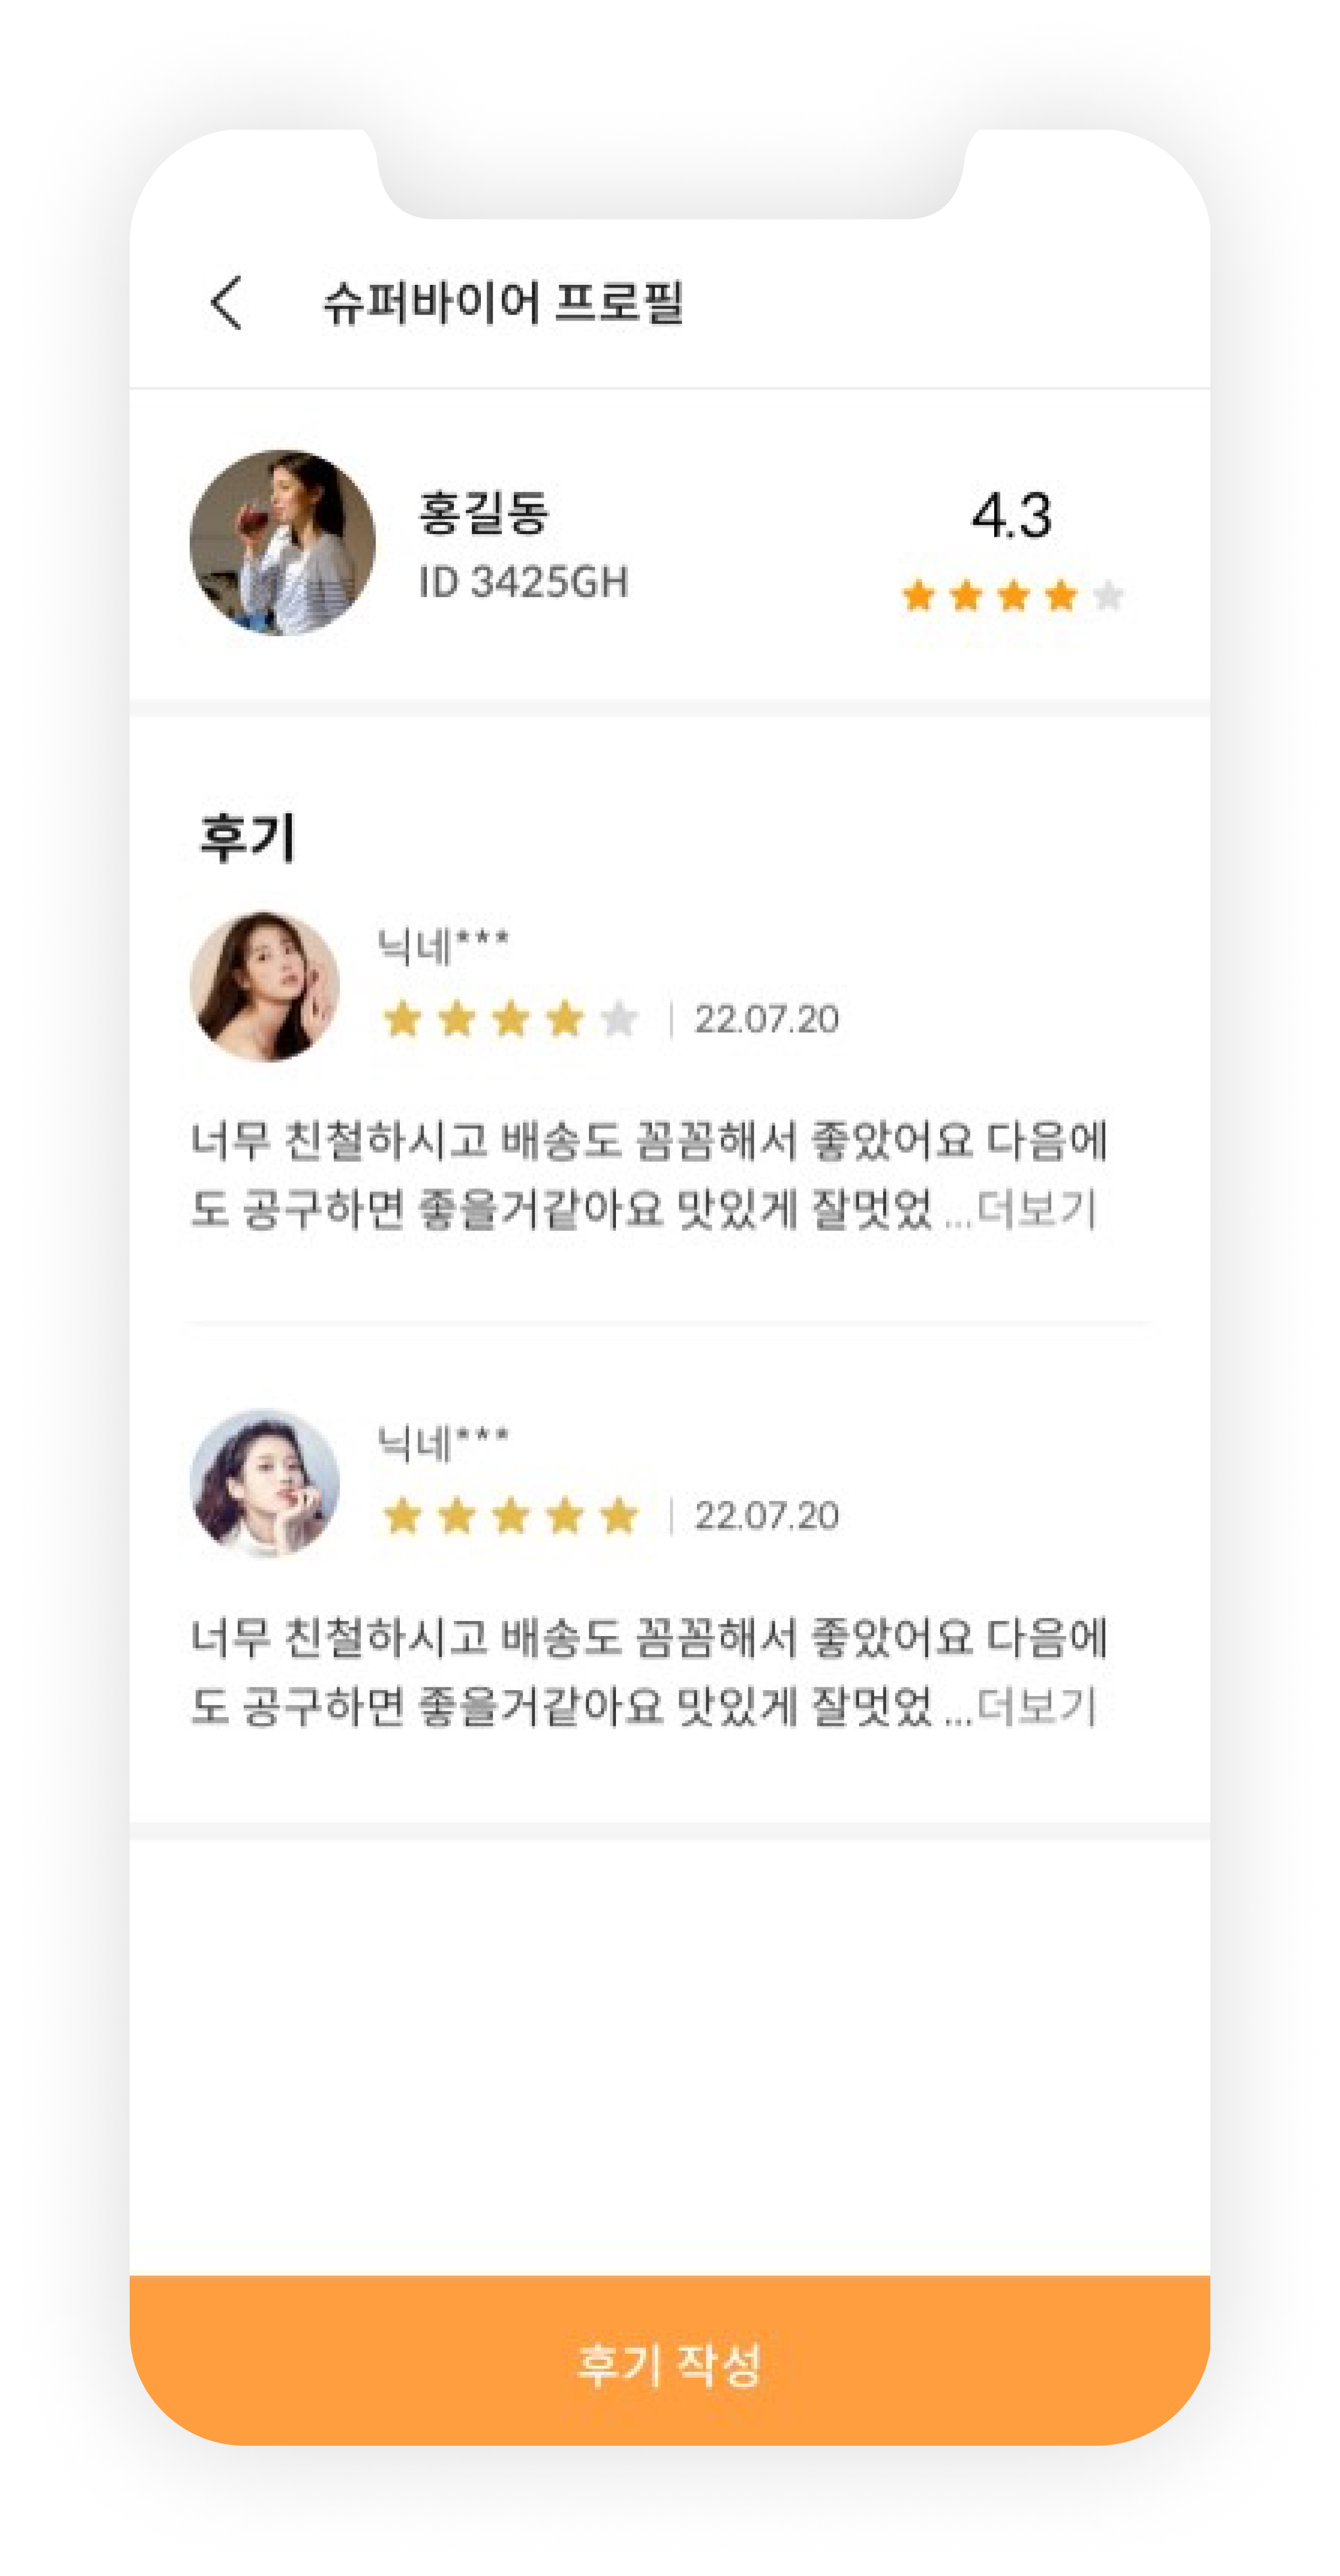 슈퍼바이어 프로필
홍길동
4.3
ID 3425GH
후기
닉네***
22.07.20
너무 친철하시고 배송도 꼼꼼해서 좋았어요 다음에
도 공구하면 좋을거같아요 맛있게 잘멋었 ...더보기
닉네***
22.07.20
너무 친철하시고 배송도 꼼꼼해서 좋았어요 다음에
도 공구하면 좋을거같아요 맛있게 잘멋었 ...더보기
후기 작성